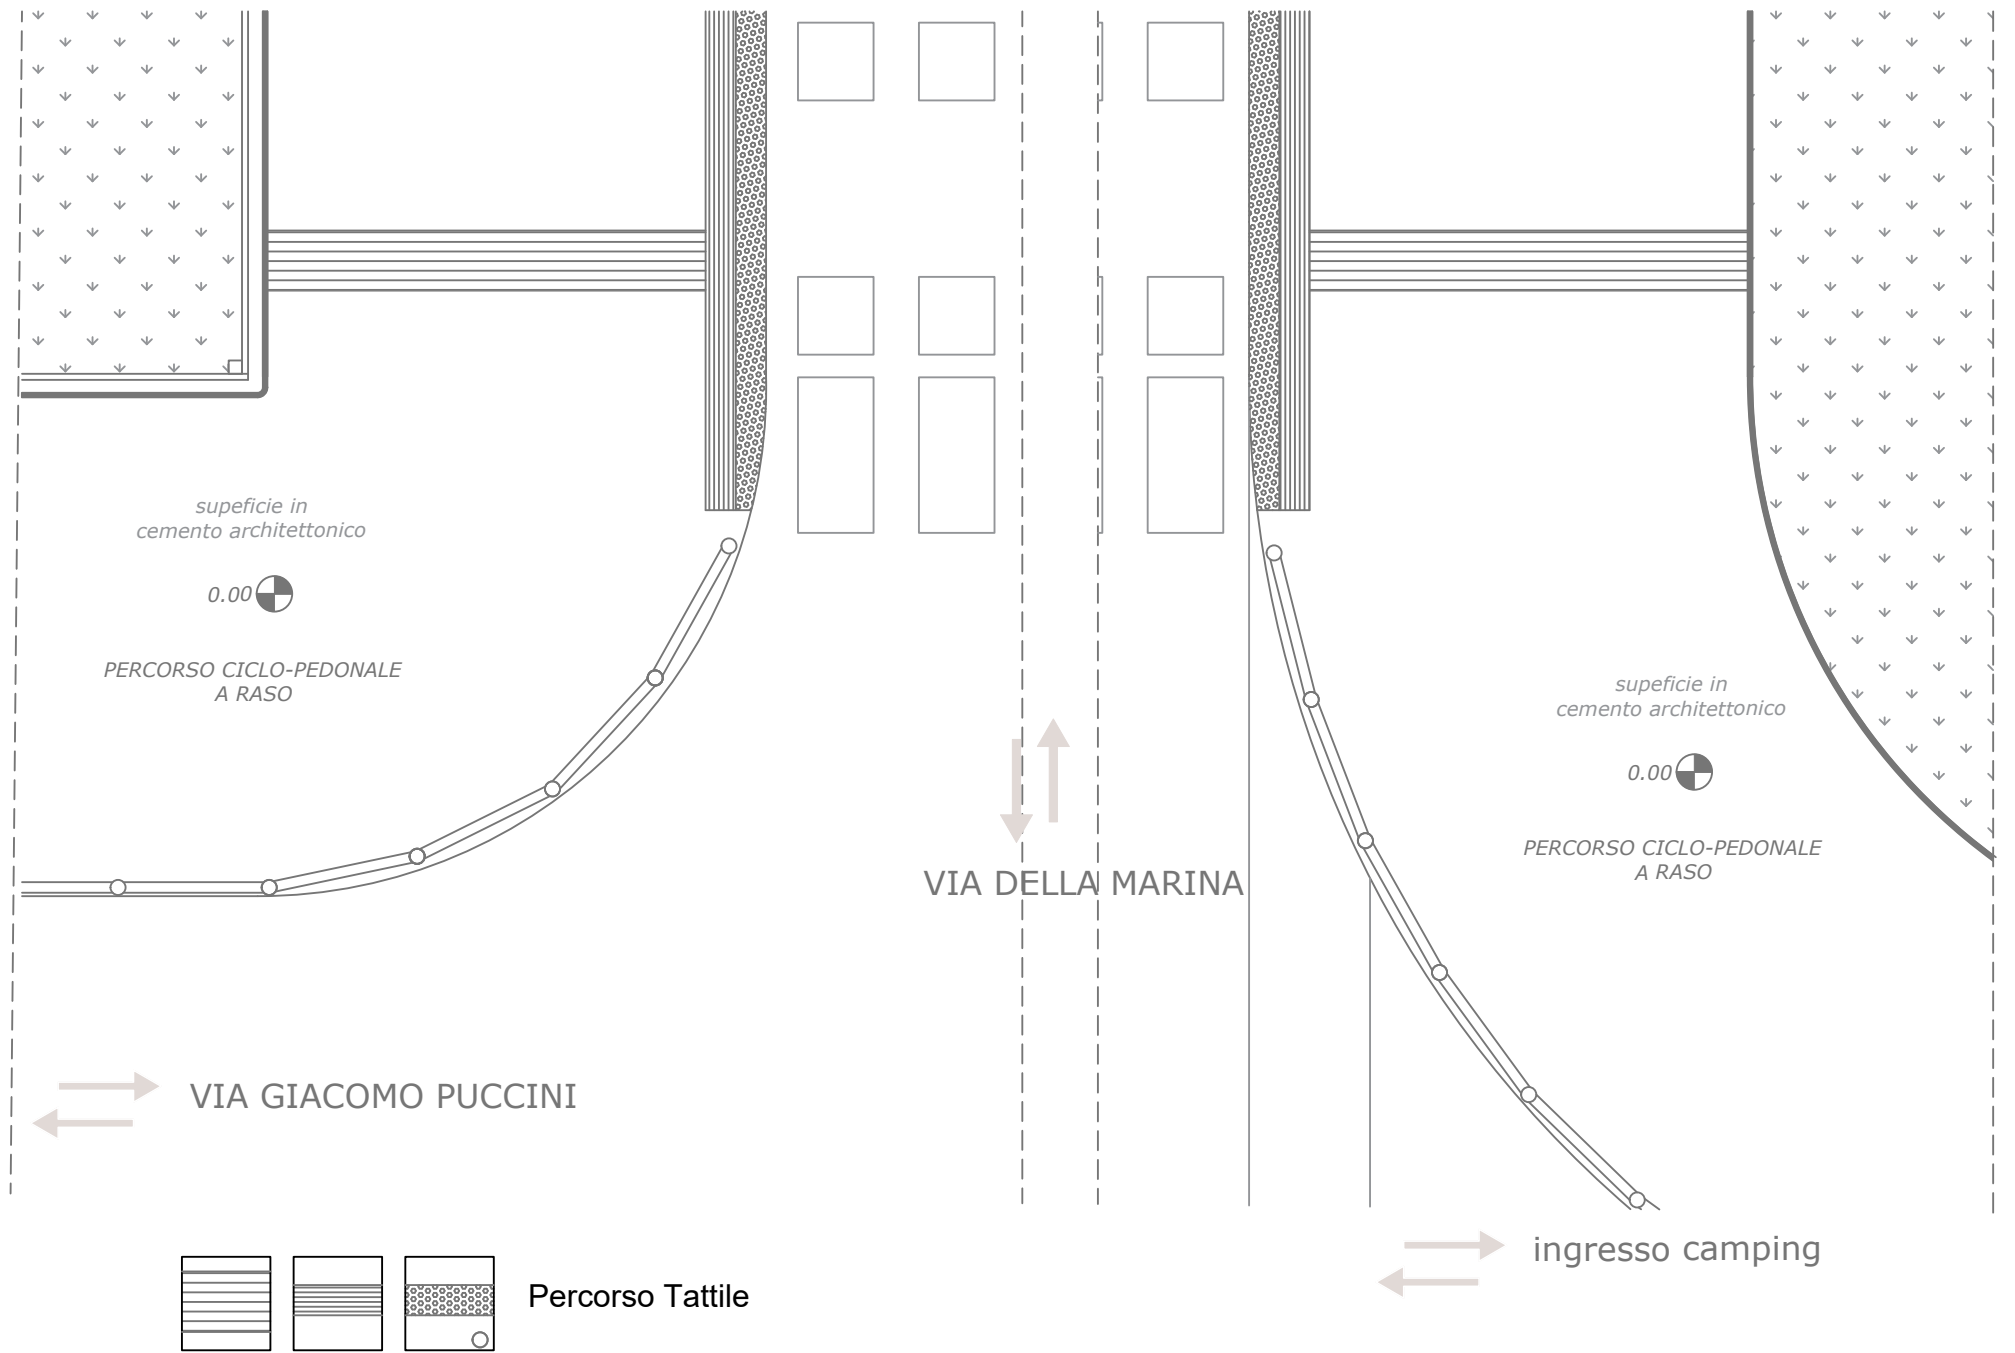 supeficie in
cemento architettonico
0.00
PERCORSO CICLO-PEDONALE
A RASO
supeficie in
cemento architettonico
0.00
PERCORSO CICLO-PEDONALE
A RASO
VIA DELLA MARINA
VIA GIACOMO PUCCINI
ingresso camping
Percorso Tattile